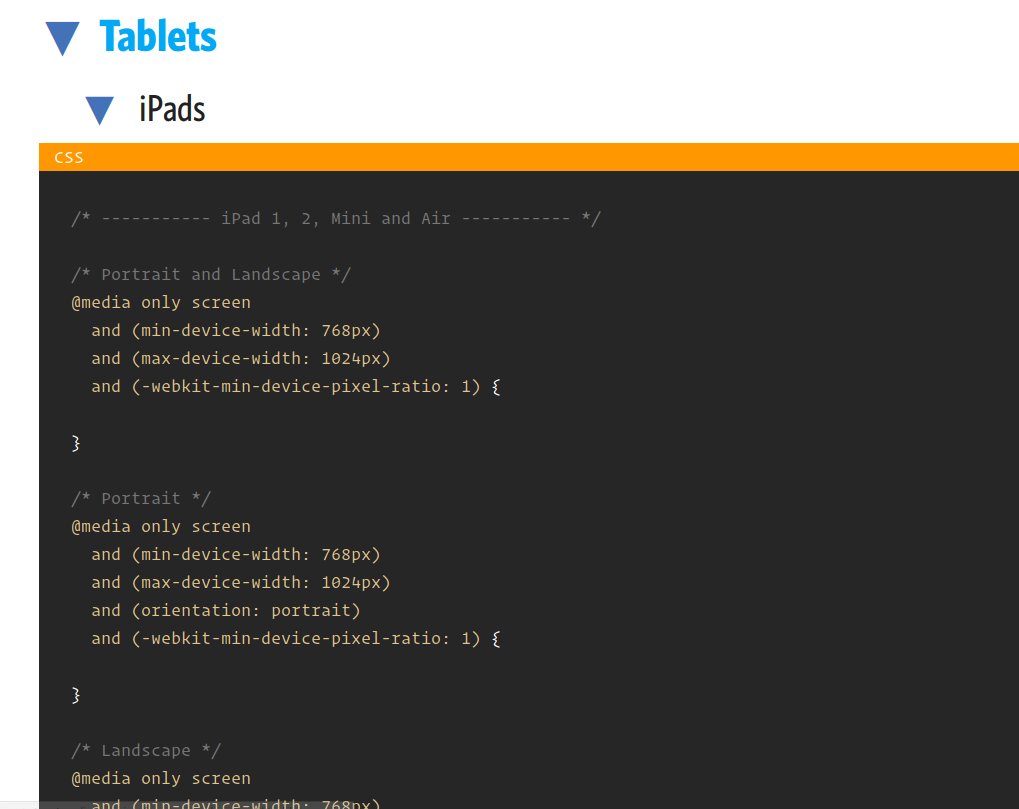 Tablets
iPads
CSS
/* ----------- iPad 1, 2, Mini and Air ----------- */
/* Portrait and Landscape */
@media only screen
and (min-device-width: 768px)
and (max-device-width: 1024px)
and (-webkit-min-device-pixel-ratio: 1) {
}
/* Portrait */
@media only screen
and (min-device-width: 768px)
and (max-device-width: 1024px)
and (orientation: portrait)
and (-webkit-min-device-pixel-ratio: 1) {
}
/* Landscape */
@media only screen
and (min-device-width: 768px)